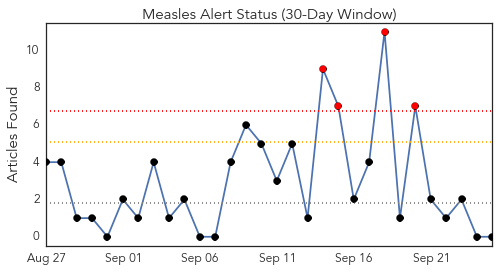 Measles Alert Status (30-Day Window)
Articles Found
10
8
6
4
2
0
Aug 27 Sep 01 Sep 06 Sep 11 Sep 16 Sep 21